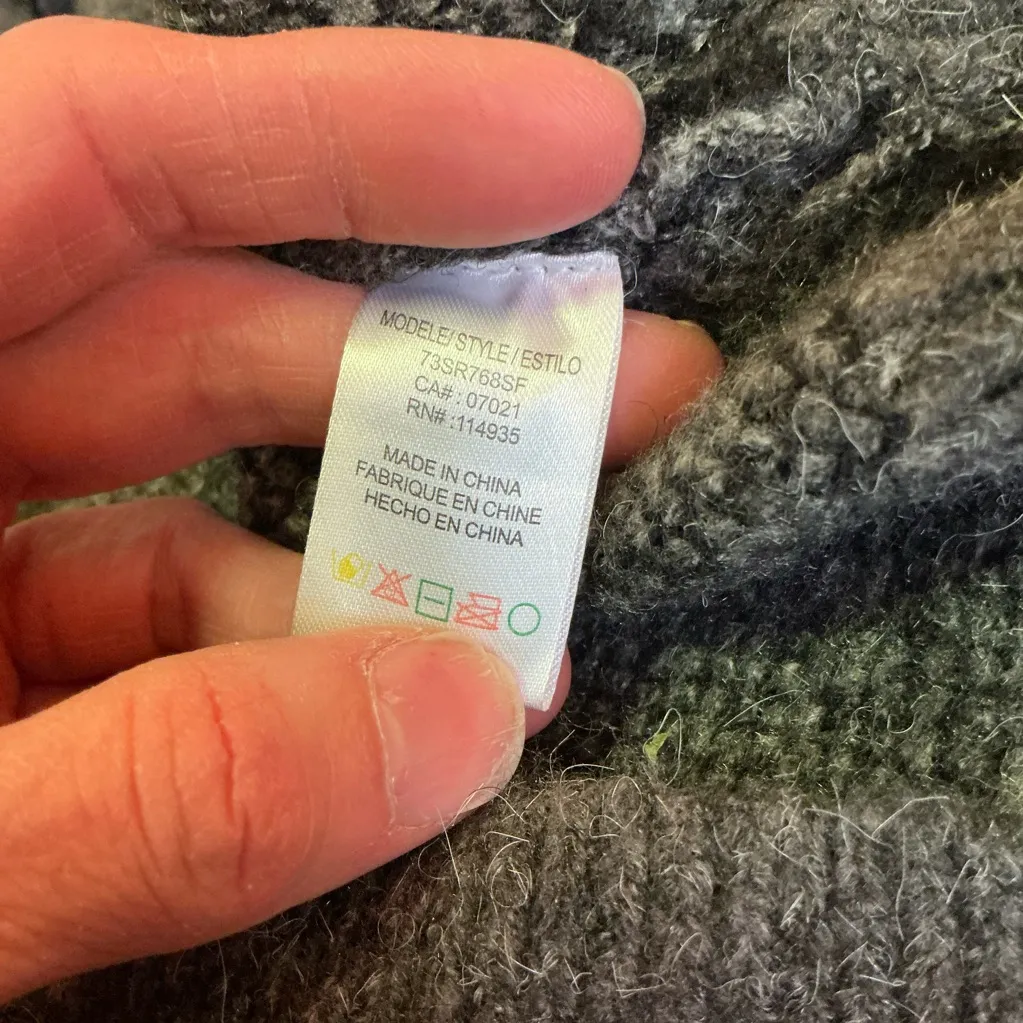 MODELE/ STYLE / ESTILO
73SR768SF
CA# : 07021
RN# :114935
MADE IN CHINA
FABRIQUE EN CHINE
HECHO EN CHINA